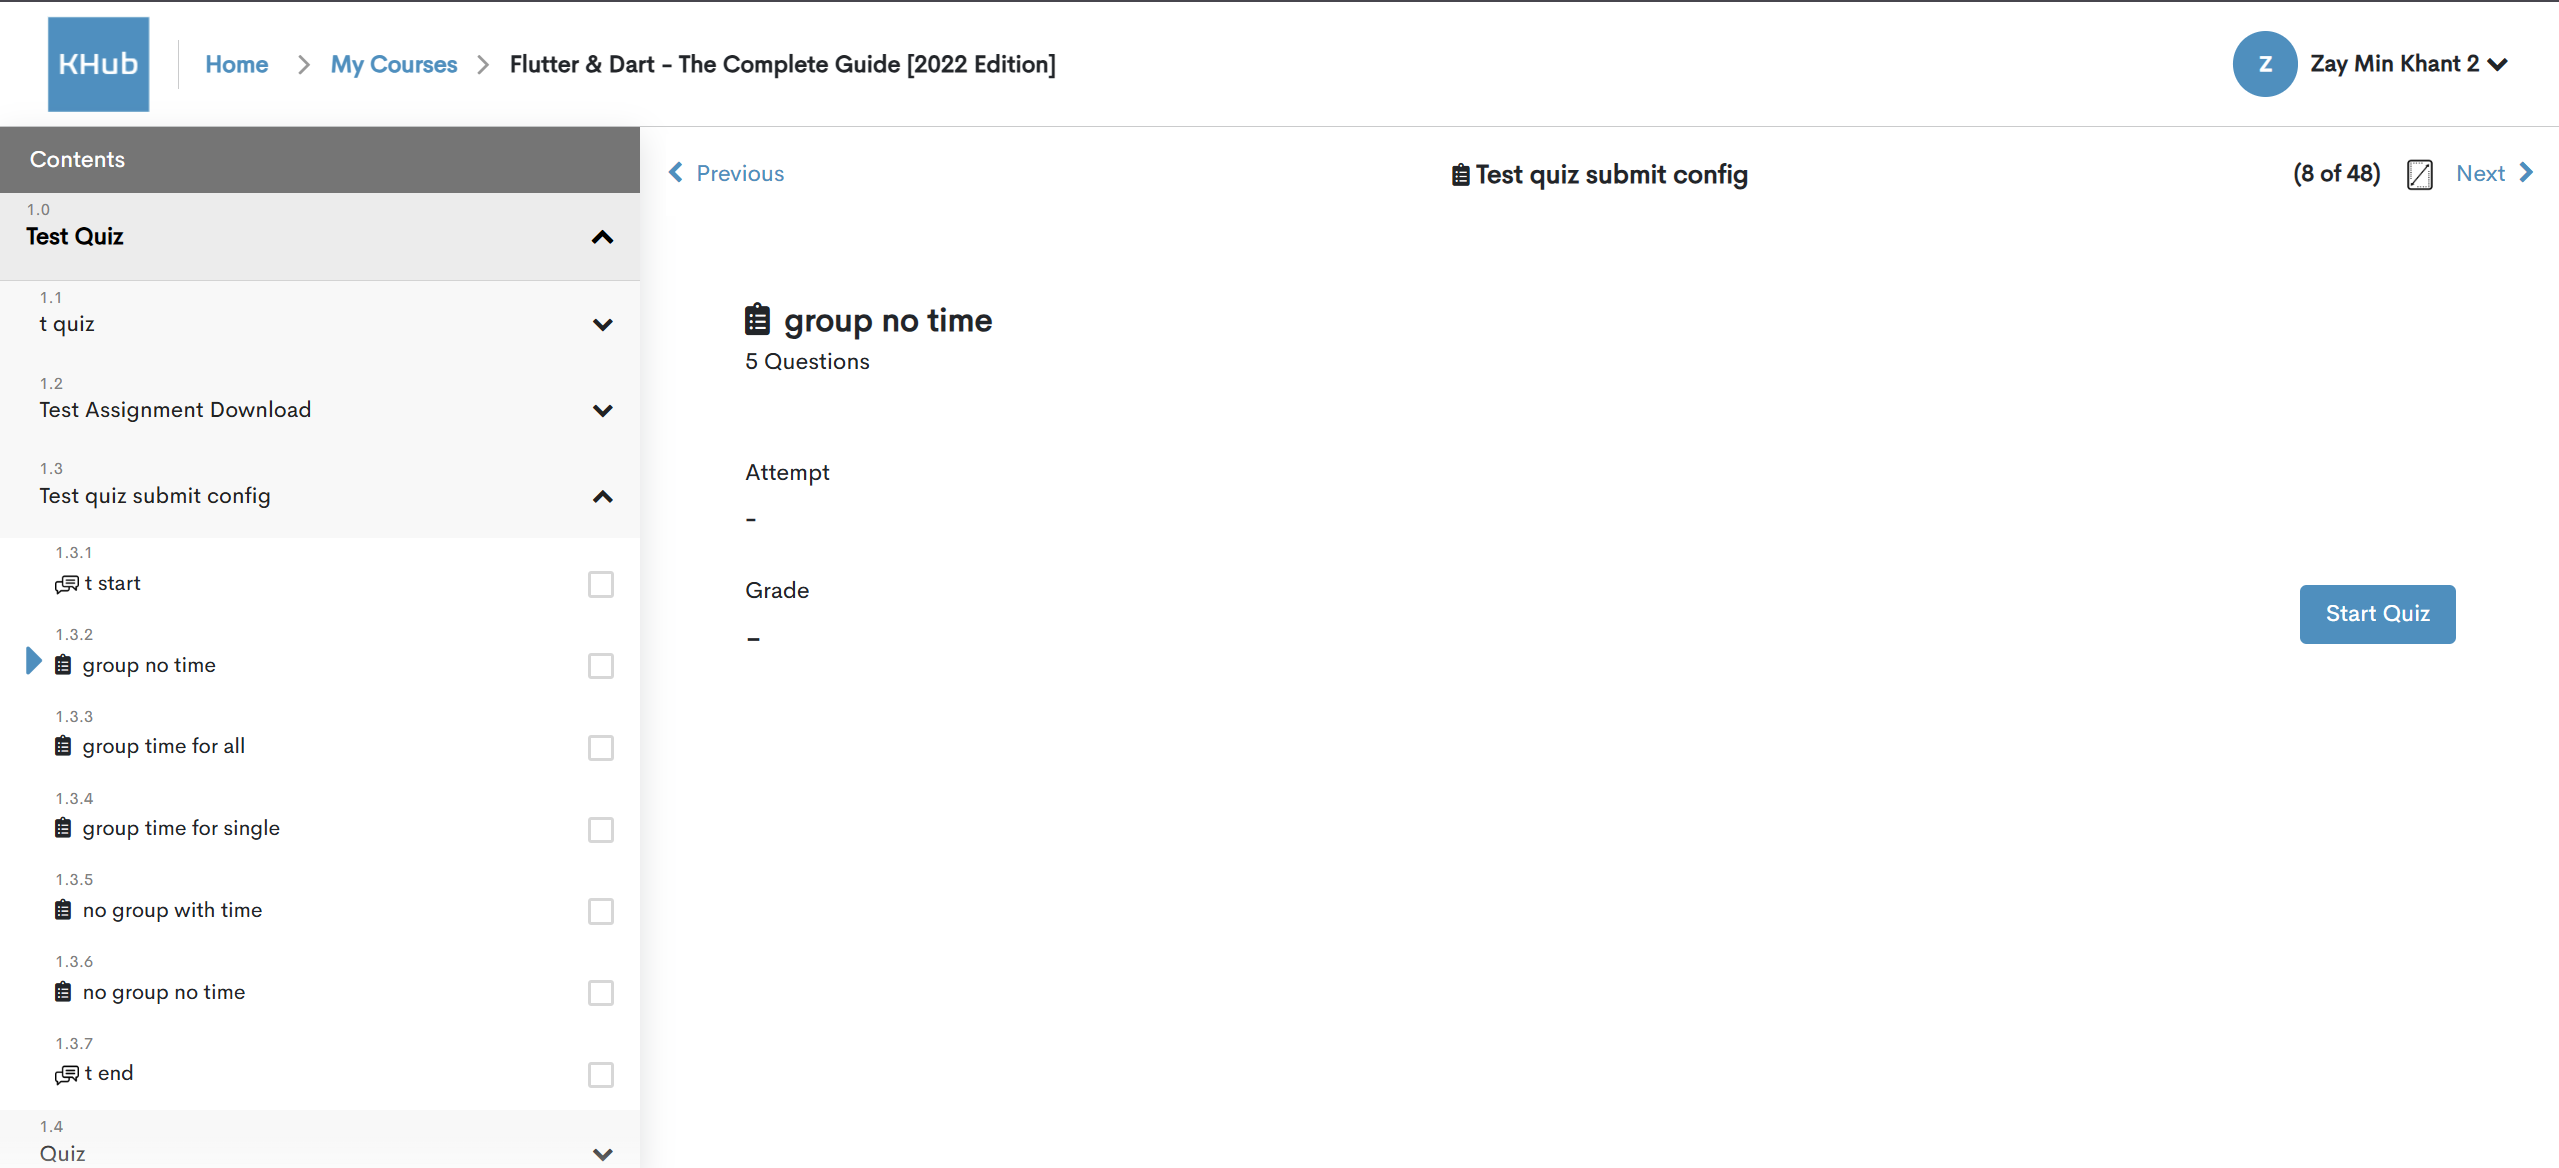 KHub
Home > My Courses > Flutter & Dart - The Complete Guide [2022 Edition]
Z
Zay Min Khant 2
Contents
1.0
Test Quiz
1.1
t quiz
1.2
Test Assignment Download
1.3
Test quiz submit config
1.3.1
t start
1.3.2
group no time
1.3.3
group time for all
1.3.4
group time for single
1.3.5
no group with time
1.3.6
no group no time
1.3.7
t end
1.4
Quiz
Previous
Test quiz submit config
(8 of 48)
Next
group no time
5 Questions
Attempt
-
Grade
–
Start Quiz